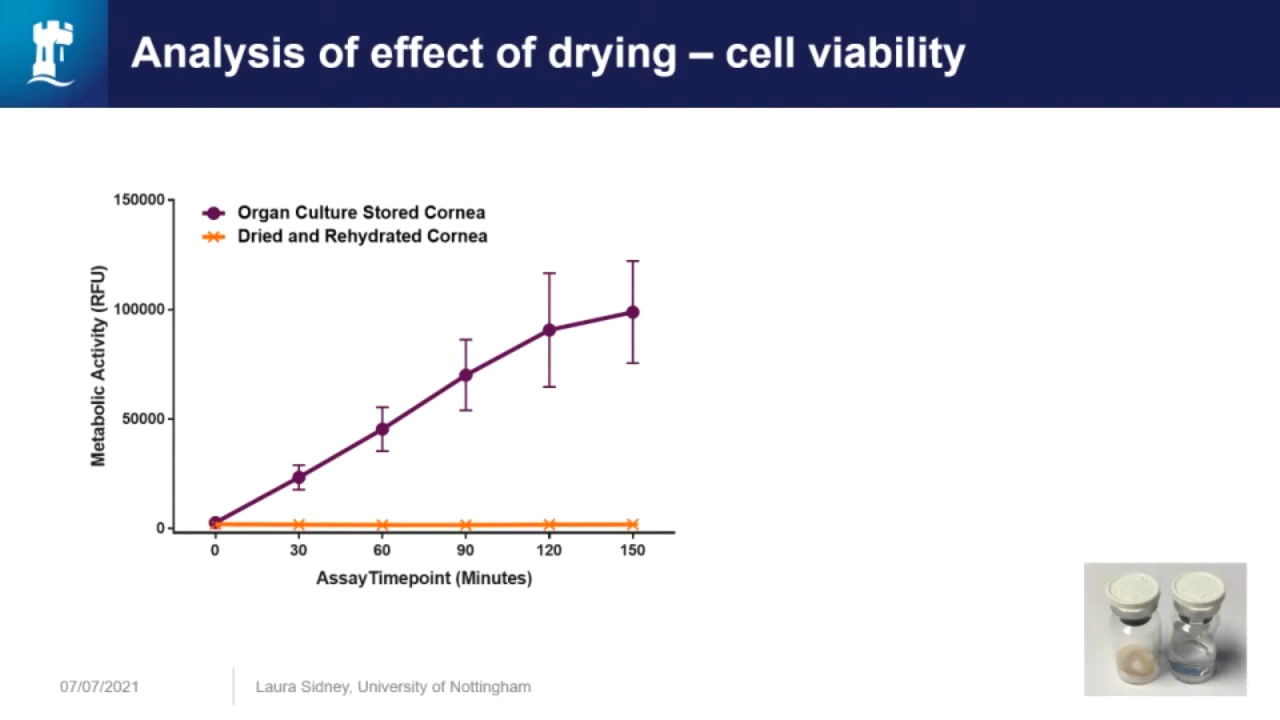 Analysis of effect of drying – cell viability
150000
Organ Culture Stored Cornea
Dried and Rehydrated Cornea
Metabolic Activity (RFU)
100000
50000
0
0 30 60 90 120 150
AssayTimepoint (Minutes)
07/07/2021 Laura Sidney, University of Nottingham